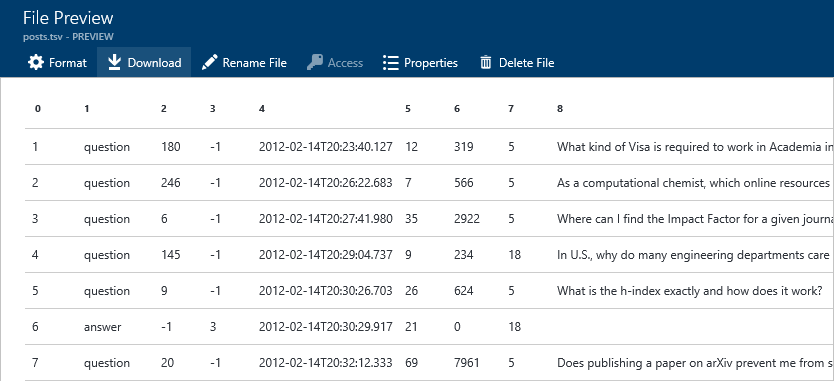 File Preview
posts.tsv - PREVIEW
Format Download Rename File Access Properties Delete File
0 1 2 3 4 5 6 7 8
1 question 180 -1 2012-02-14T20:23:40.127 12 319 5 What kind of Visa is required to work in Academia in
2 question 246 -1 2012-02-14T20:26:22.683 7 566 5 As a computational chemist, which online resources
3 question 6 -1 2012-02-14T20:27:41.980 35 2922 5 Where can I find the Impact Factor for a given journa
4 question 145 -1 2012-02-14T20:29:04.737 9 234 18 In U.S., why do many engineering departments care
5 question 9 -1 2012-02-14T20:30:26.703 26 624 5 What is the h-index exactly and how does it work?
6 answer -1 3 2012-02-14T20:30:29.917 21 0 18
7 question 20 -1 2012-02-14T20:32:12.333 69 7961 5 Does publishing a paper on arXiv prevent me from s